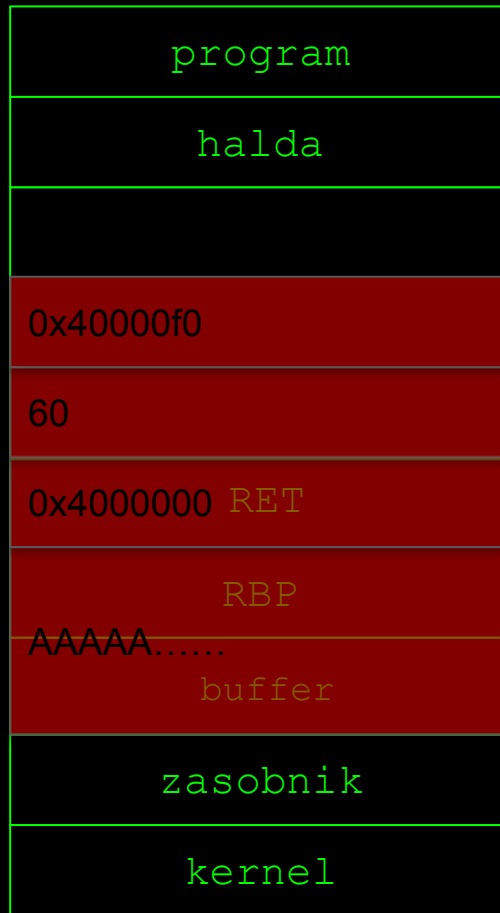 program
halda
0x40000f0
60
0x4000000 RET
RBP
AAAAA......
buffer
zasobnik
kernel